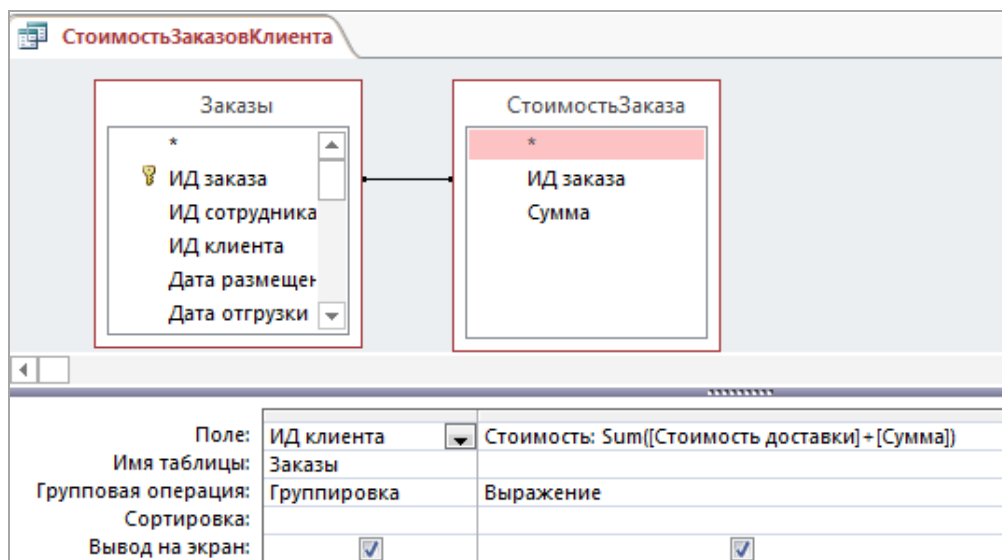 СтоимостьЗаказовКлиента
Заказы
*
ИД заказа
ИД сотрудника
ИД клиента
Дата размещен
Дата отгрузки
СтоимостьЗаказа
*
ИД заказа
Сумма
Поле: ИД клиента Стоимость: Sum([Стоимость доставки]+[Сумма])
Имя таблицы: Заказы
Групповая операция: Группировка Выражение
Сортировка:
Вывод на экран: